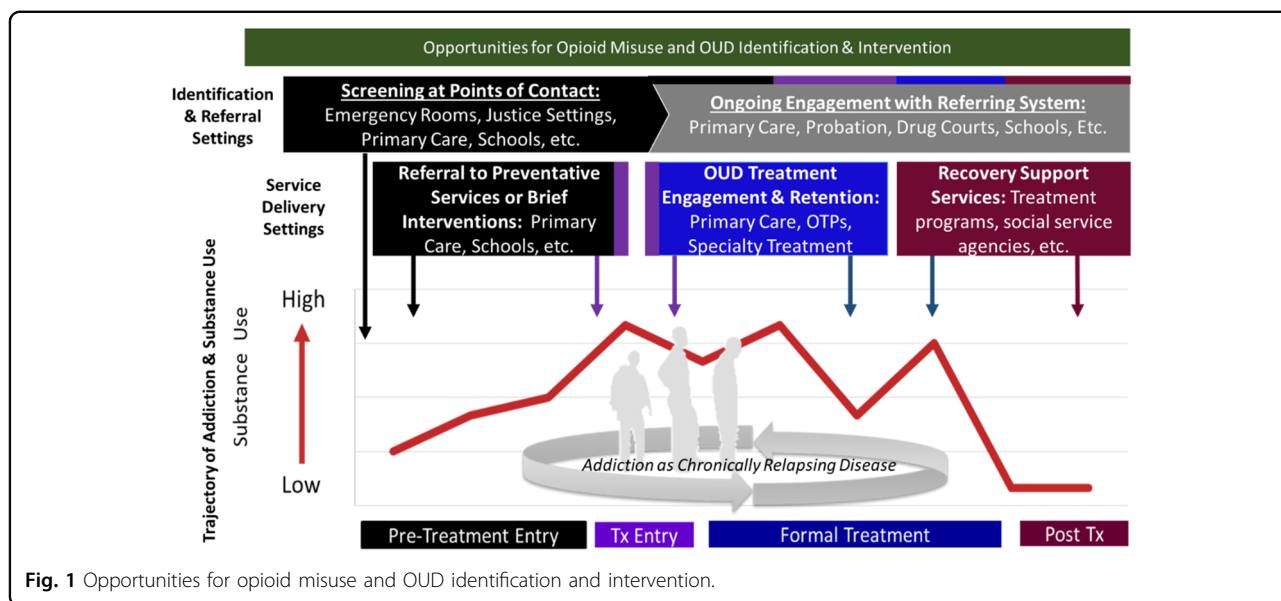 Opportunities for Opioid Misuse and OUD Identification & Intervention
Identification
& Referral
Settings
Screening at Points of Contact:
Emergency Rooms, Justice Settings,
Primary Care, Schools, etc.
Ongoing Engagement with Referring System:
Primary Care, Probation, Drug Courts, Schools, Etc.
Service
Delivery
Settings
Referral to Preventative
Services or Brief
Interventions: Primary
Care, Schools, etc.
OUD Treatment
Engagement & Retention:
Primary Care, OTPs,
Specialty Treatment
Recovery Support
Services: Treatment
programs, social service
agencies, etc.
Trajectory of Addiction & Substance Use
Substance Use
High
Low
Addiction as Chronically Relapsing Disease
Pre-Treatment Entry
Tx Entry
Formal Treatment
Post Tx
Fig. 1 Opportunities for opioid misuse and OUD identification and intervention.